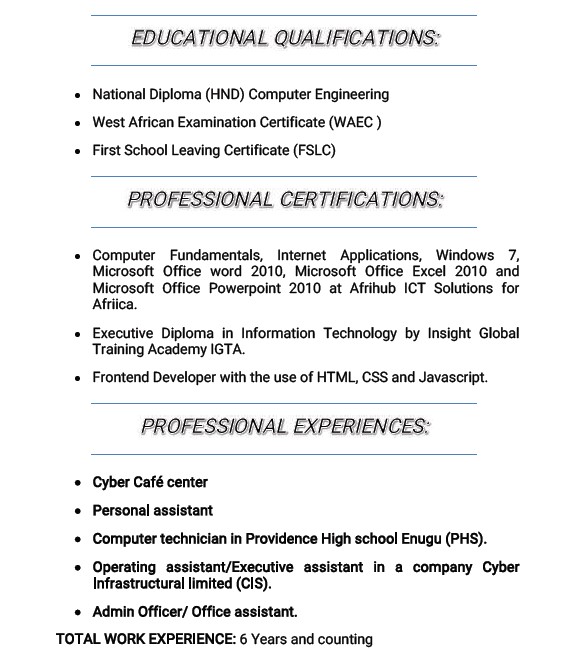 EDUCATIONAL QUALIFICATIONS:
• National Diploma (HND) Computer Engineering
• West African Examination Certificate (WAEC )
• First School Leaving Certificate (FSLC)
PROFESSIONAL CERTIFICATIONS:
• Computer Fundamentals, Internet Applications, Windows 7,
Microsoft Office word 2010, Microsoft Office Excel 2010 and
Microsoft Office Powerpoint 2010 at Afrihub ICT Solutions for
Afriica.
• Executive Diploma in Information Technology by Insight Global
Training Academy IGTA.
• Frontend Developer with the use of HTML, CSS and Javascript.
PROFESSIONAL EXPERIENCES:
• Cyber Café center
• Personal assistant
• Computer technician in Providence High school Enugu (PHS).
• Operating assistant/Executive assistant in a company Cyber
Infrastructural limited (CIS).
• Admin Officer/ Office assistant.
TOTAL WORK EXPERIENCE: 6 Years and counting